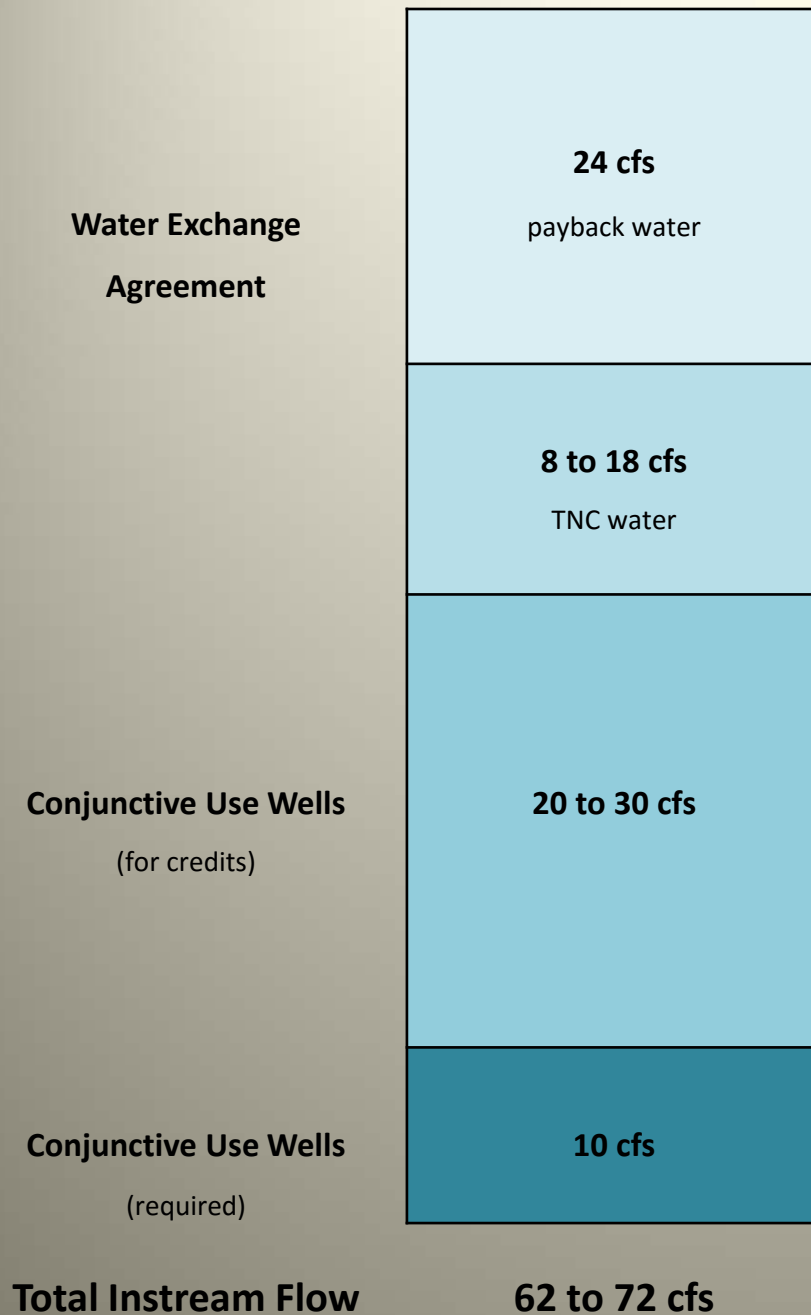 24 cfs
Water Exchange
payback water
Agreement
8 to 18 cfs
TNC water
Conjunctive Use Wells
20 to 30 cfs
(for credits)
Conjunctive Use Wells
10 cfs
(required)
Total Instream Flow
62 to 72 cfs